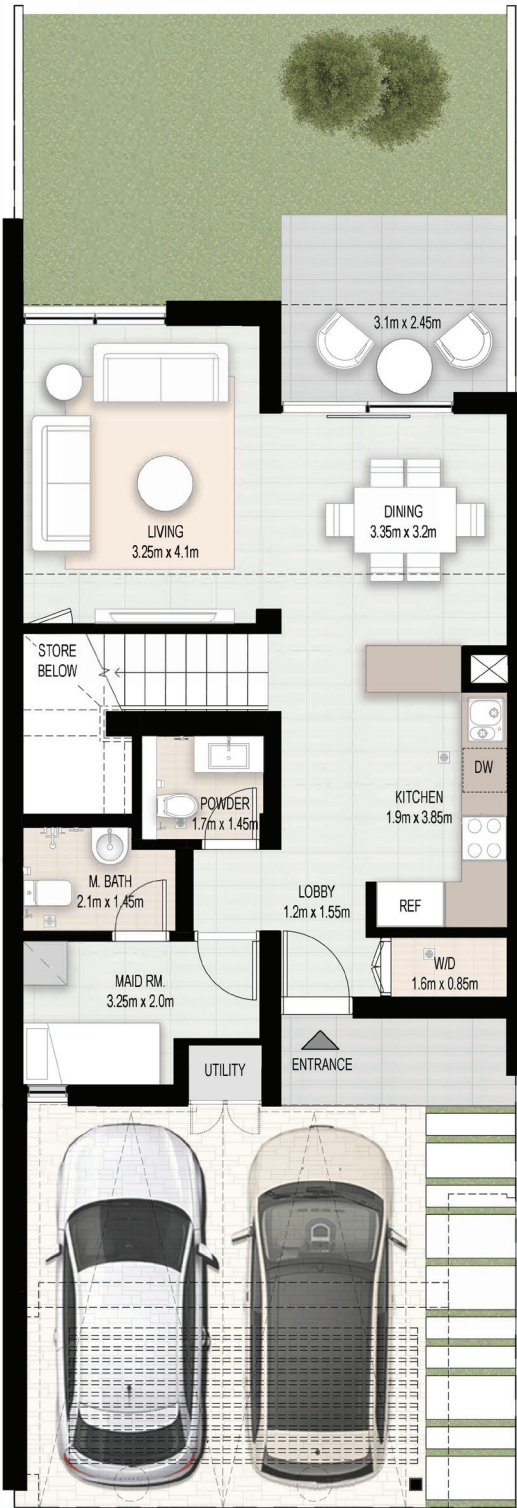 3.1m x 2.45m
LIVING
3.25m x 4.1m
DINING
3.35m x 3.2m
STORE
BELOW
DW
POWDER
1.7m x 1.45m
KITCHEN
1.9m x 3.85m
M. BATH
2.1m x 1.45m
LOBBY
1.2m x 1.55m
REF
W/D
1.6m x 0.85m
MAID RM.
3.25m x 2.0m
UTILITY
ENTRANCE